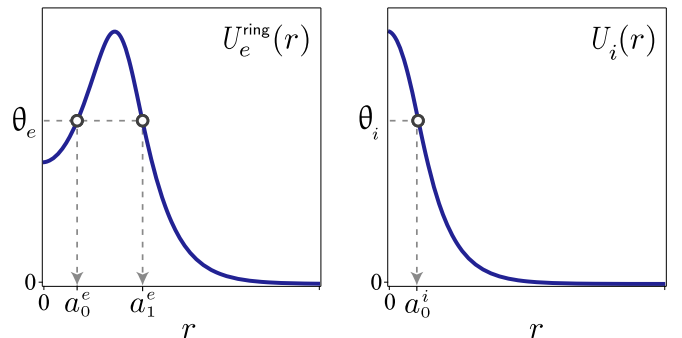 U_e^ring(r)
θ_e
0
0 a_0^e a_1^e
r
U_i(r)
θ_i
0
0 a_0^i
r